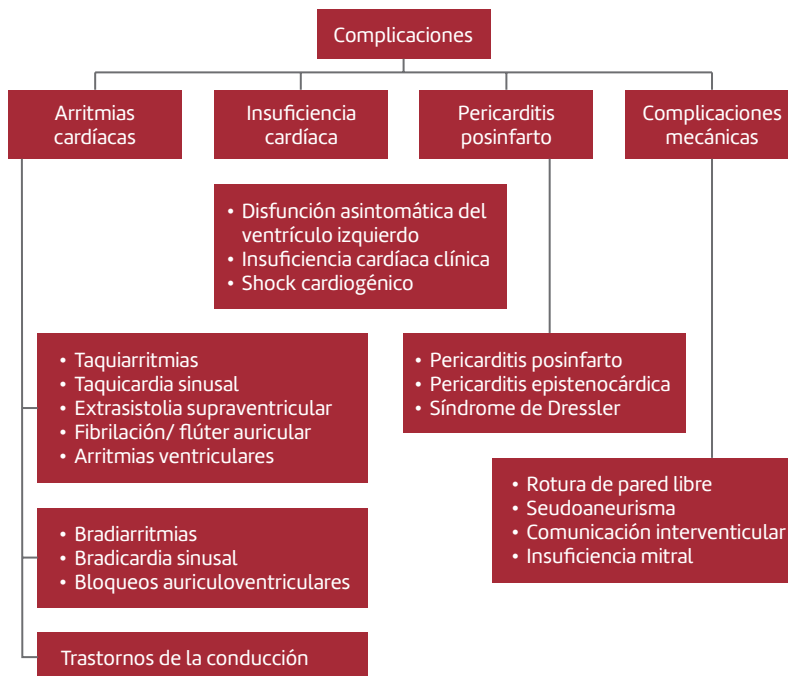 Complicaciones
Arritmias
cardíacas
Insuficiencia
cardíaca
Pericarditis
posinfarto
Complicaciones
mecánicas
• Disfunción asintomática del
ventrículo izquierdo
• Insuficiencia cardíaca clínica
• Shock cardiogénico
• Taquiarritmias
• Taquicardia sinusal
• Extrasistolia supraventricular
• Fibrilación/ flúter auricular
• Arritmias ventriculares
• Pericarditis posinfarto
• Pericarditis epistenocárdica
• Síndrome de Dressler
• Rotura de pared libre
• Seudoaneurisma
• Comunicación interventicular
• Insuficiencia mitral
• Bradiarritmias
• Bradicardia sinusal
• Bloqueos auriculoventriculares
Trastornos de la conducción